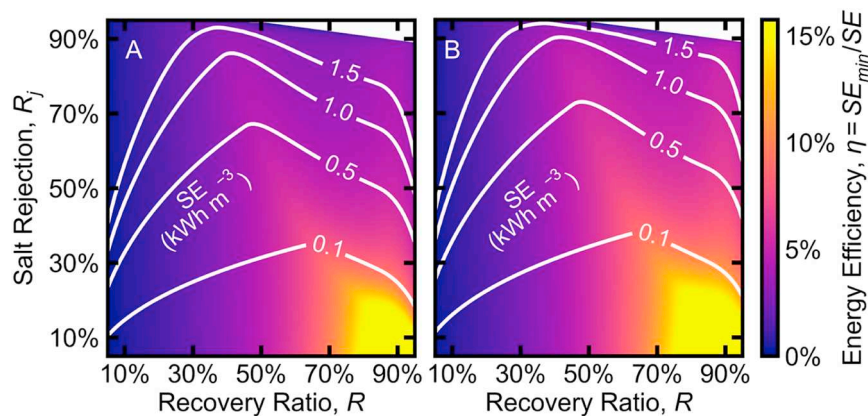 A
B
90%
70%
50%
30%
10%
Salt Rejection, R_j
1.5
1.0
0.5
0.1
SE
(kWh m⁻³)
1.5
1.0
0.5
0.1
SE
(kWh m⁻³)
10% 30% 50% 70% 90%
Recovery Ratio, R
10% 30% 50% 70% 90%
Recovery Ratio, R
15%
10%
5%
0%
Energy Efficiency, η = SE_min/SE